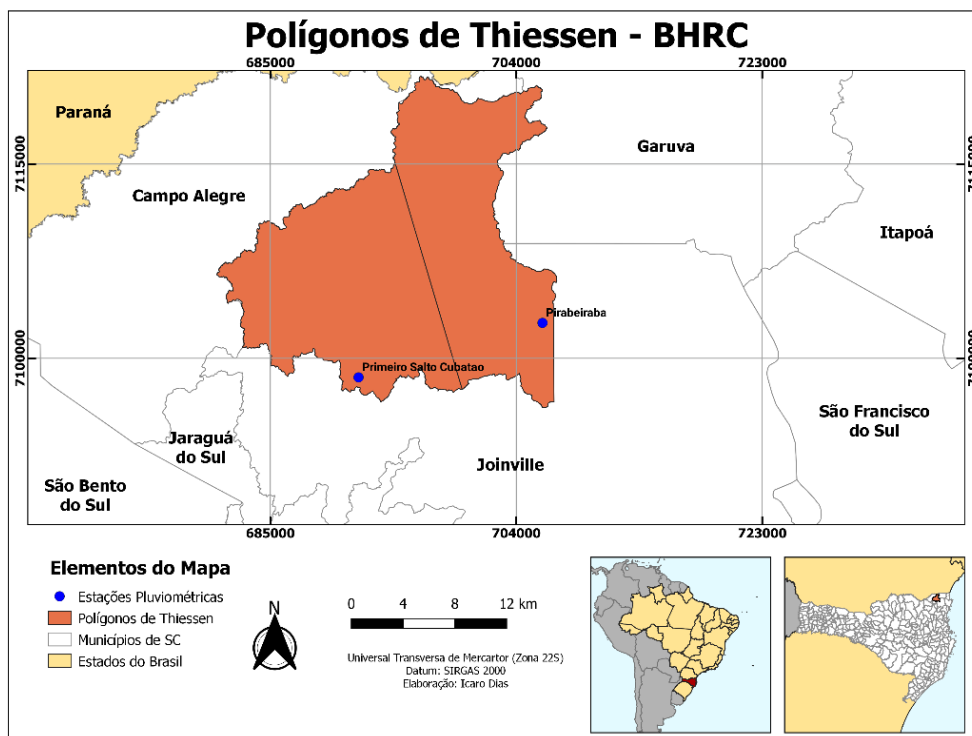 Polígonos de Thiessen - BHRC
685000
704000
723000
Paraná
Garuva
7115000
7115000
Campo Alegre
Itapoá
Pirabeiraba
7100000
7100000
Primeiro Salto Cubatao
São Francisco
do Sul
Jaraguá
do Sul
Joinville
São Bento
do Sul
685000
704000
723000
Elementos do Mapa
Estações Pluviométricas
Polígonos de Thiessen
Municípios de SC
Estados do Brasil
N
0 4 8 12 km
Universal Transversa de Mercartor (Zona 22S)
Datum: SIRGAS 2000
Elaboração: Icaro Dias